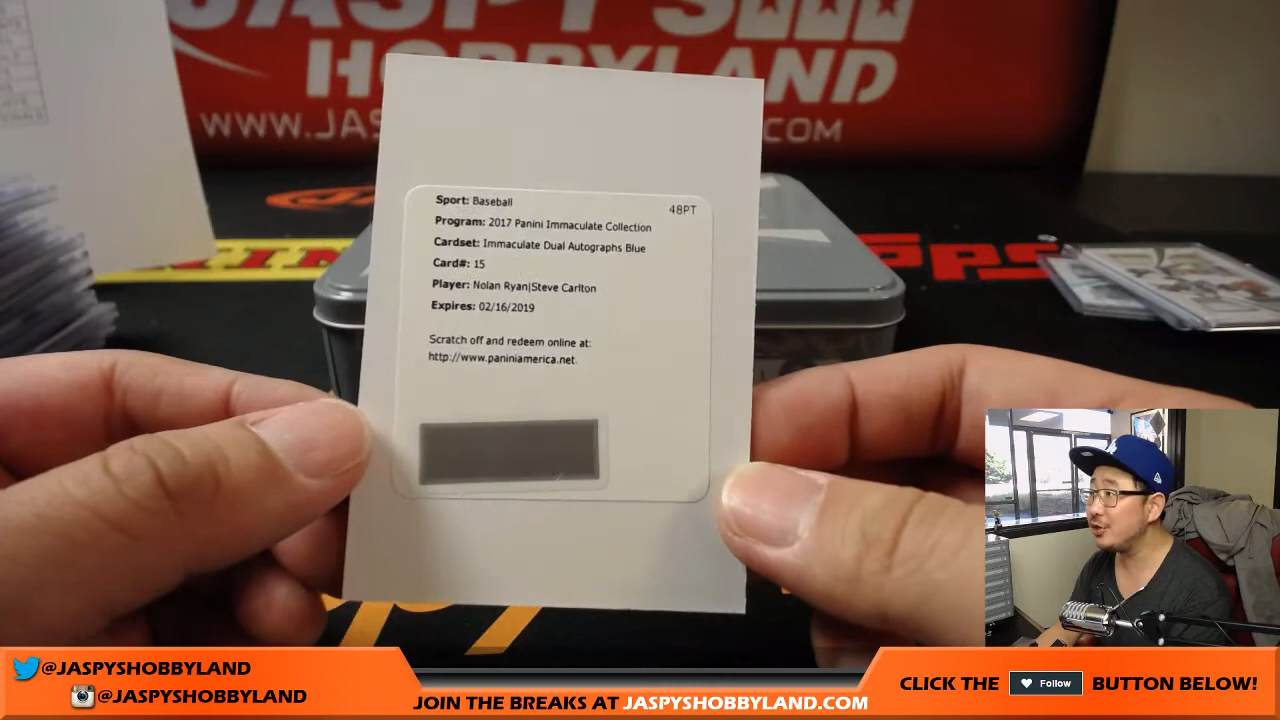 JASPY'S
HOBBYLAND
WWW.JAS
COM
Sport: Baseball
48PT
Program: 2017 Panini Immaculate Collection
Cardset: Immaculate Dual Autographs Blue
Card#: 15
Player: Nolan Ryan|Steve Carlton
Expires: 02/16/2019
Scratch off and redeem online at:
http://www.paniniamerica.net.
@JASPYSHOBBYLAND
@JASPYSHOBBYLAND
JOIN THE BREAKS AT JASPYSHOBBYLAND.COM
CLICK THE Follow BUTTON BELOW!